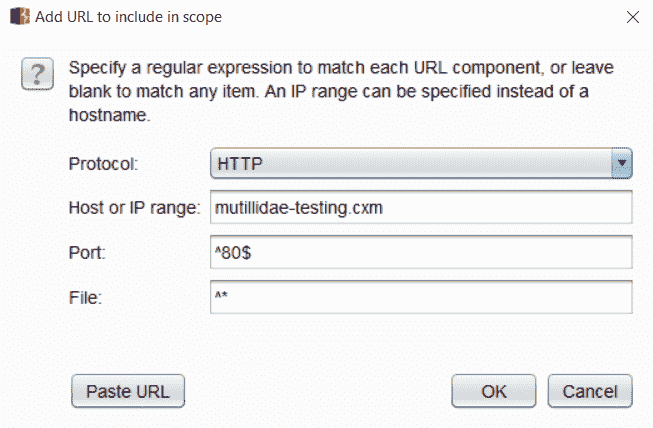 Add URL to include in scope
?
Specify a regular expression to match each URL component, or leave
blank to match any item. An IP range can be specified instead of a
hostname.
Protocol: HTTP
Host or IP range: mutillidae-testing.cxm
Port: ^80$
File: ^*
Paste URL OK Cancel